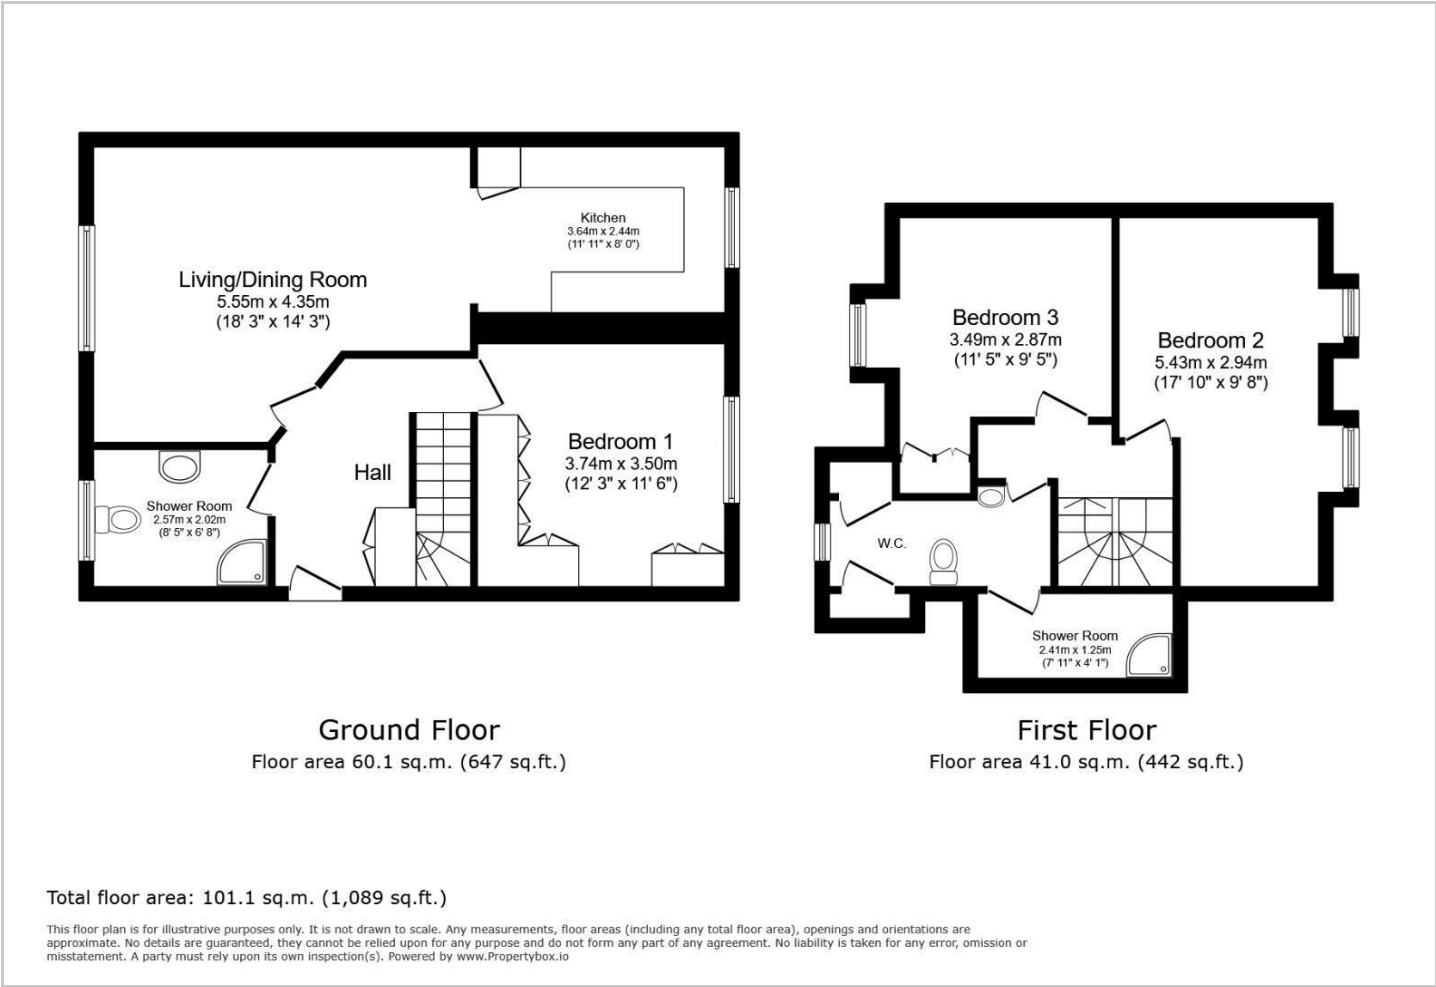 Living/Dining Room
5.55m x 4.35m
(18' 3" x 14' 3")
Kitchen
3.64m x 2.44m
(11' 11" x 8' 0")
Shower Room
2.57m x 2.02m
(8' 5" x 6' 8")
Hall
Bedroom 1
3.74m x 3.50m
(12' 3" x 11' 6")
Ground Floor
Floor area 60.1 sq.m. (647 sq.ft.)
Bedroom 3
3.49m x 2.87m
(11' 5" x 9' 5")
Bedroom 2
5.43m x 2.94m
(17' 10" x 9' 8")
W.C.
Shower Room
2.41m x 1.25m
(7' 11" x 4' 1")
First Floor
Floor area 41.0 sq.m. (442 sq.ft.)
Total floor area: 101.1 sq.m. (1,089 sq.ft.)
This floor plan is for illustrative purposes only. It is not drawn to scale. Any measurements, floor areas (including any total floor area), openings and orientations are
approximate. No details are guaranteed, they cannot be relied upon for any purpose and do not form any part of any agreement. No liability is taken for any error, omission or
misstatement. A party must rely upon its own inspection(s). Powered by www.Propertybox.io